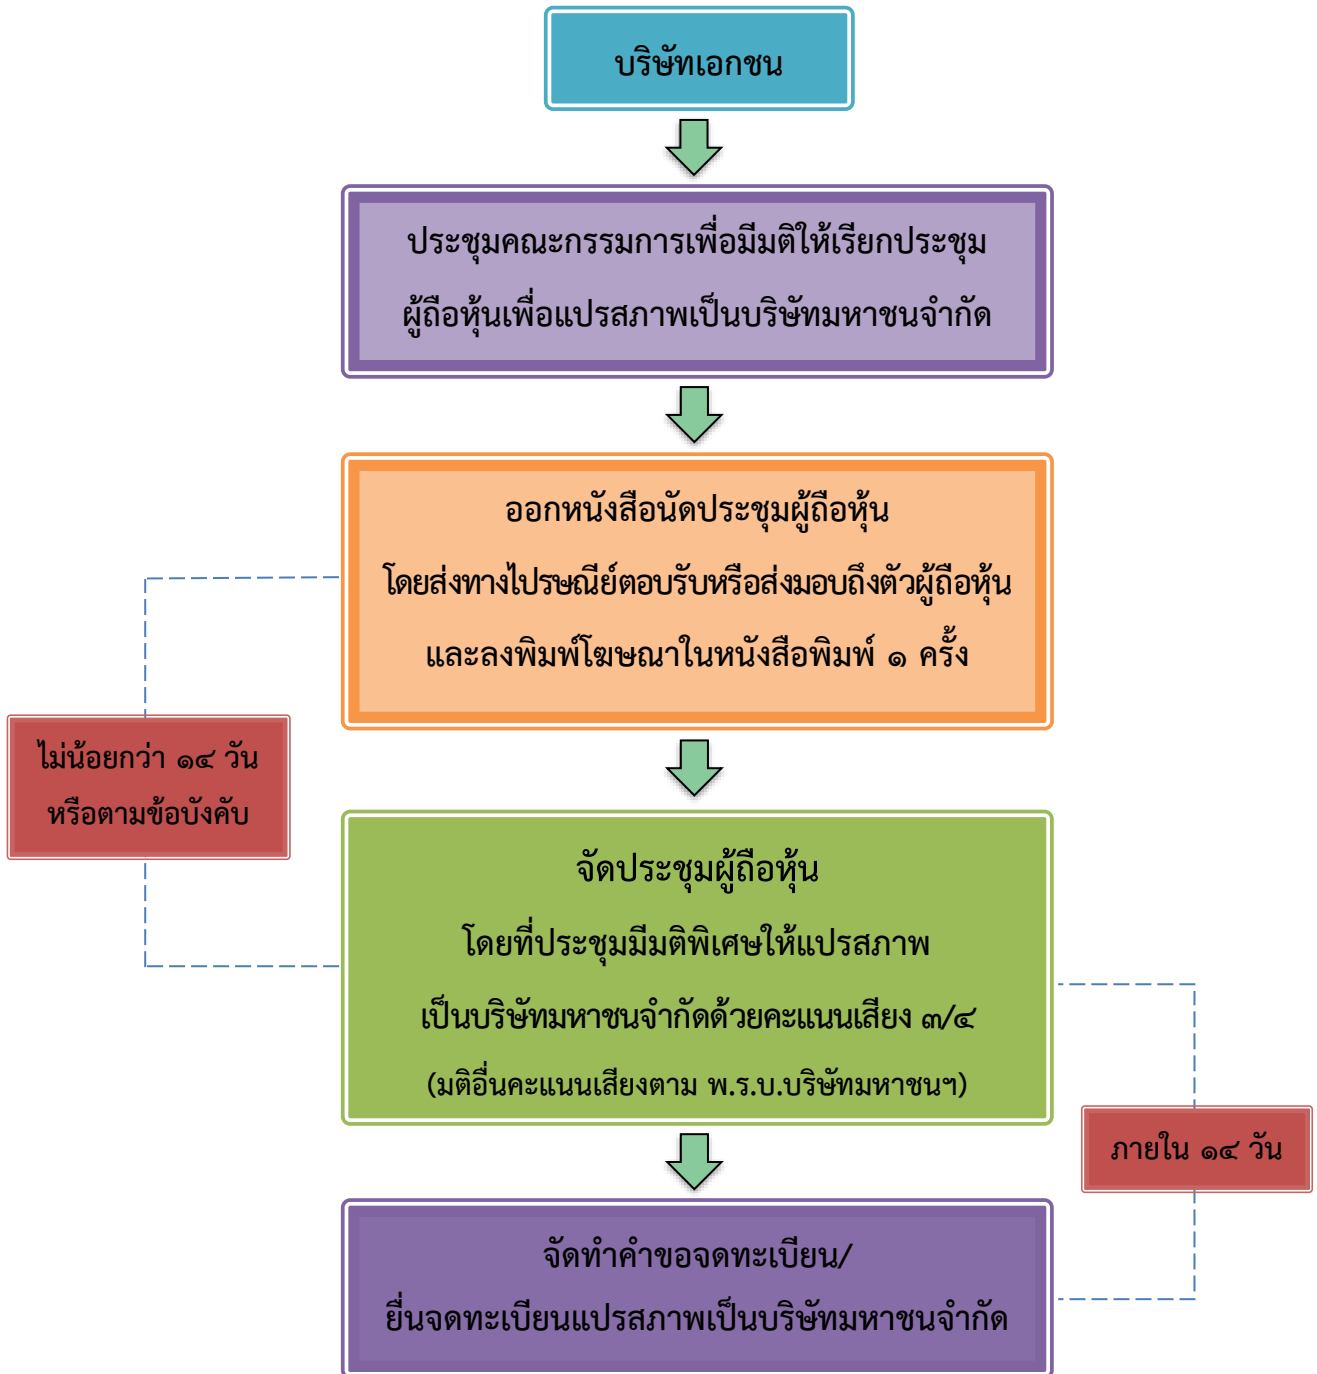 บริษัทเอกชน
ประชุมคณะกรรมการเพื่อมีมติให้เรียกประชุม
ผู้ถือหุ้นเพื่อแปรสภาพเป็นบริษัทมหาชนจำกัด
ออกหนังสือนัดประชุมผู้ถือหุ้น
โดยส่งทางไปรษณีย์ตอบรับหรือส่งมอบถึงตัวผู้ถือหุ้น
และลงพิมพ์โฆษณาในหนังสือพิมพ์ ๑ ครั้ง
ไม่น้อยกว่า ๑๔ วัน
หรือตามข้อบังคับ
จัดประชุมผู้ถือหุ้น
โดยที่ประชุมมีมติพิเศษให้แปรสภาพ
เป็นบริษัทมหาชนจำกัดด้วยคะแนนเสียง ๓/๔
(มติอื่นคะแนนเสียงตาม พ.ร.บ.บริษัทมหาชนฯ)
ภายใน ๑๔ วัน
จัดทำคำขอจดทะเบียน/
ยื่นจดทะเบียนแปรสภาพเป็นบริษัทมหาชนจำกัด